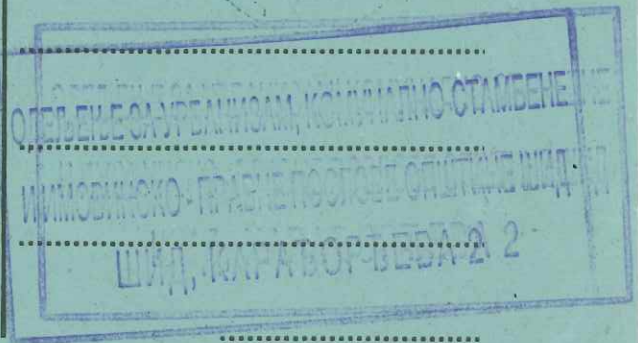 ОДЕЉЕЊЕ ЗА УРБАНИЗАМ, КОМУНАЛНО-СТАМБЕНЕ
И ИМОВИНСКО-ПРАВНЕ ПОСЛОВЕ ОПШТИНЕ ШИД
ШИД, КАРАЂОРЂЕВА 2